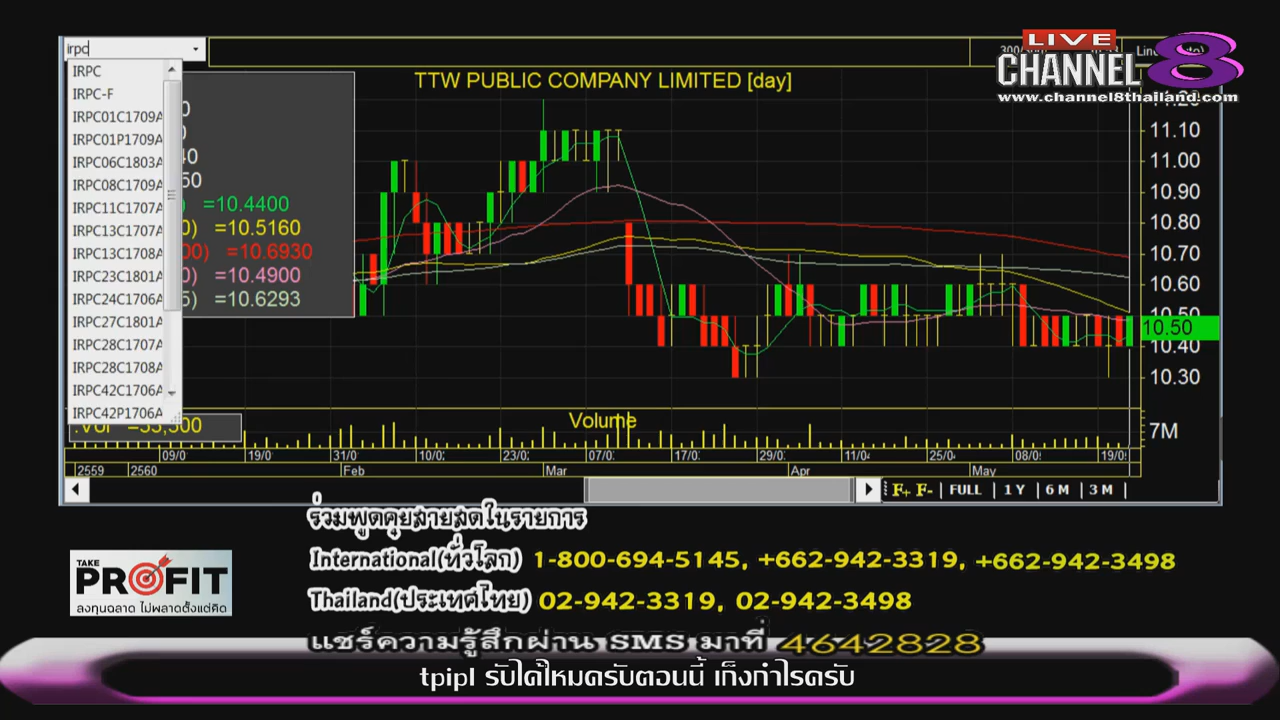 irpc
LIVE
CHANNEL 8
www.channel8thailand.com
TTW PUBLIC COMPANY LIMITED [day]
IRPC
IRPC-F
IRPC01C1709A
IRPC01P1709A
IRPC06C1803A
IRPC08C1709A
IRPC11C1707A
IRPC13C1707A
IRPC13C1708A
IRPC23C1801A
IRPC24C1706A
IRPC27C1801A
IRPC28C1707A
IRPC28C1708A
IRPC42C1706A
IRPC42P1706A
=10.4400
=10.5160
=10.6930
=10.4900
=10.6293
11.10
11.00
10.90
10.80
10.70
10.60
10.50
10.40
10.30
Volume
7M
2559 2560 Feb Mar Apr May
F+ F- FULL 1 Y 6 M 3 M
ร่วมพูดคุยสายสดในรายการ
International(ทั่วโลก) 1-800-694-5145, +662-942-3319, +662-942-3498
Thailand(ประเทศไทย) 02-942-3319, 02-942-3498
แชร์ความรู้สึกผ่าน SMS มาที่ 4642828
TAKE PROFIT
ลงทุนฉลาด ไม่พลาดตั้งแต่คิด
tpipl รับได้ไหมครับตอนนี้ เก็งกำไรครับ